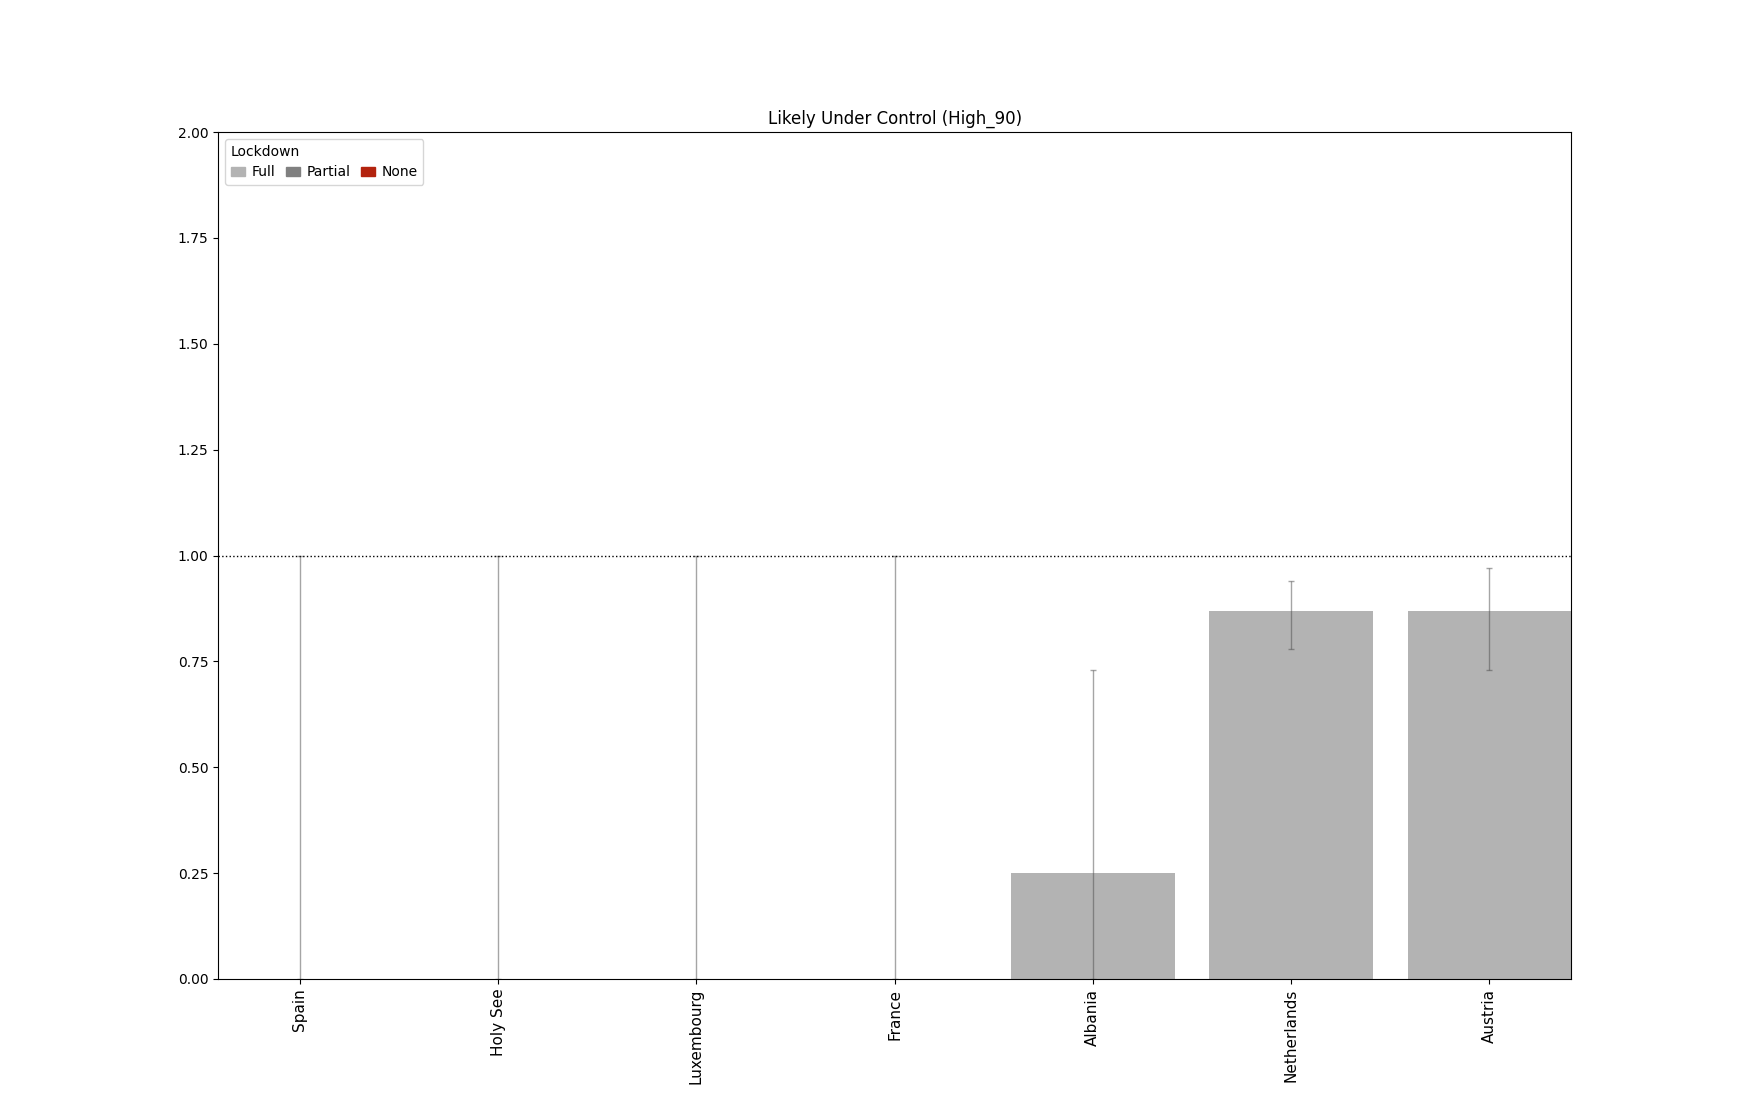 Likely Under Control (High_90)
2.00
Lockdown
Full Partial None
1.75
1.50
1.25
1.00
0.75
0.50
0.25
0.00
Spain
Holy See
Luxembourg
France
Albania
Netherlands
Austria